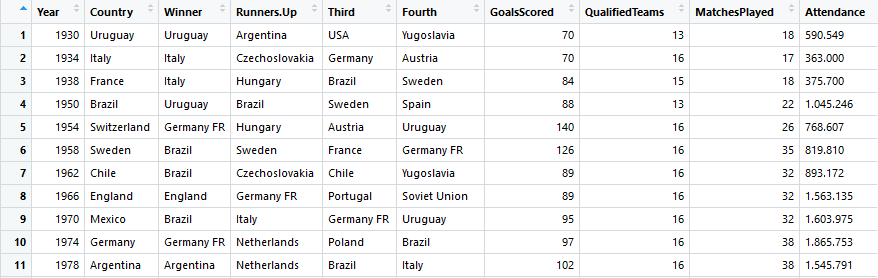 Year Country Winner Runners.Up Third Fourth GoalsScored QualifiedTeams MatchesPlayed Attendance
1 1930 Uruguay Uruguay Argentina USA Yugoslavia 70 13 18 590.549
2 1934 Italy Italy Czechoslovakia Germany Austria 70 16 17 363.000
3 1938 France Italy Hungary Brazil Sweden 84 15 18 375.700
4 1950 Brazil Uruguay Brazil Sweden Spain 88 13 22 1.045.246
5 1954 Switzerland Germany FR Hungary Austria Uruguay 140 16 26 768.607
6 1958 Sweden Brazil Sweden France Germany FR 126 16 35 819.810
7 1962 Chile Brazil Czechoslovakia Chile Yugoslavia 89 16 32 893.172
8 1966 England England Germany FR Portugal Soviet Union 89 16 32 1.563.135
9 1970 Mexico Brazil Italy Germany FR Uruguay 95 16 32 1.603.975
10 1974 Germany Germany FR Netherlands Poland Brazil 97 16 38 1.865.753
11 1978 Argentina Argentina Netherlands Brazil Italy 102 16 38 1.545.791